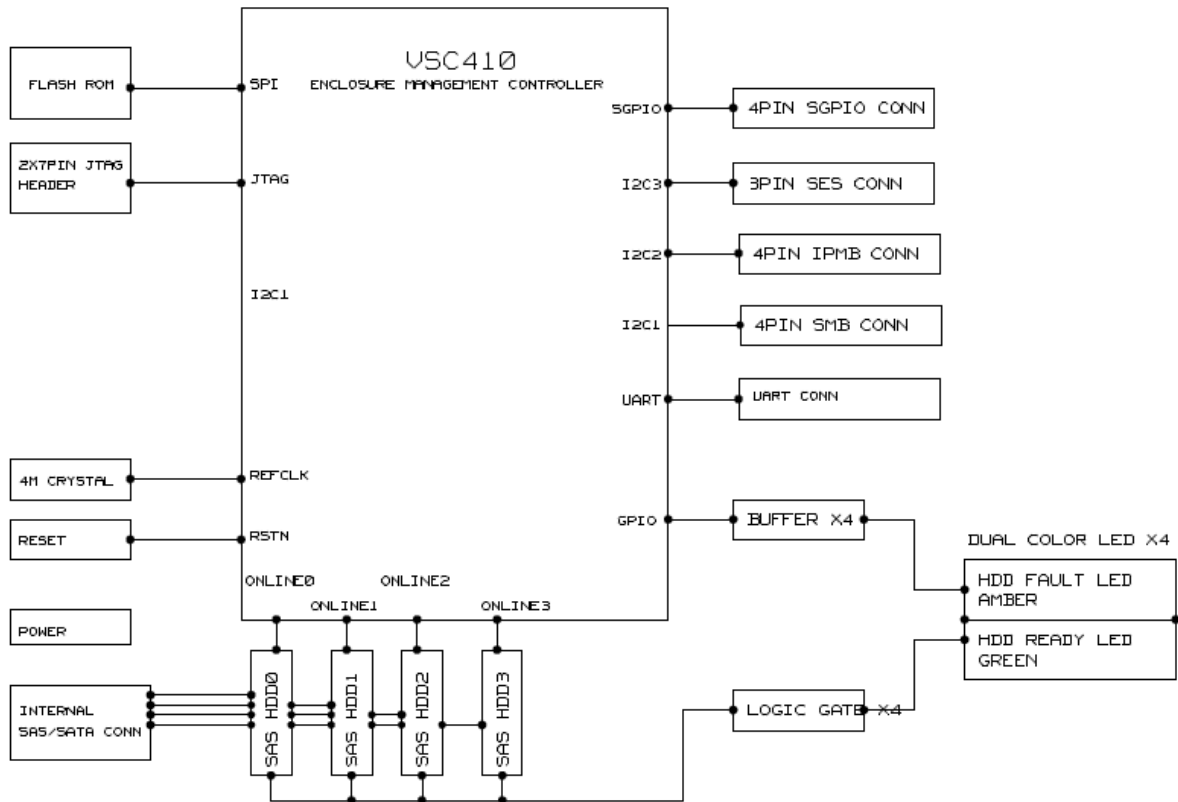 VSC410
ENCLOSURE MANAGEMENT CONTROLLER
FLASH ROM
SPI
2X7PIN JTAG
HEADER
JTAG
I2C1
4M CRYSTAL
REFCLK
RESET
RSTN
POWER
INTERNAL
SAS/SATA CONN
SGPIO
4PIN SGPIO CONN
I2C3
3PIN SES CONN
I2C2
4PIN IPMB CONN
I2C1
4PIN SMB CONN
UART
UART CONN
GPIO
BUFFER X4
DUAL COLOR LED X4
HDD FAULT LED
AMBER
HDD READY LED
GREEN
LOGIC GATE X4
ONLINE0
ONLINE1
ONLINE2
ONLINE3
SAS HDD0
SAS HDD1
SAS HDD2
SAS HDD3